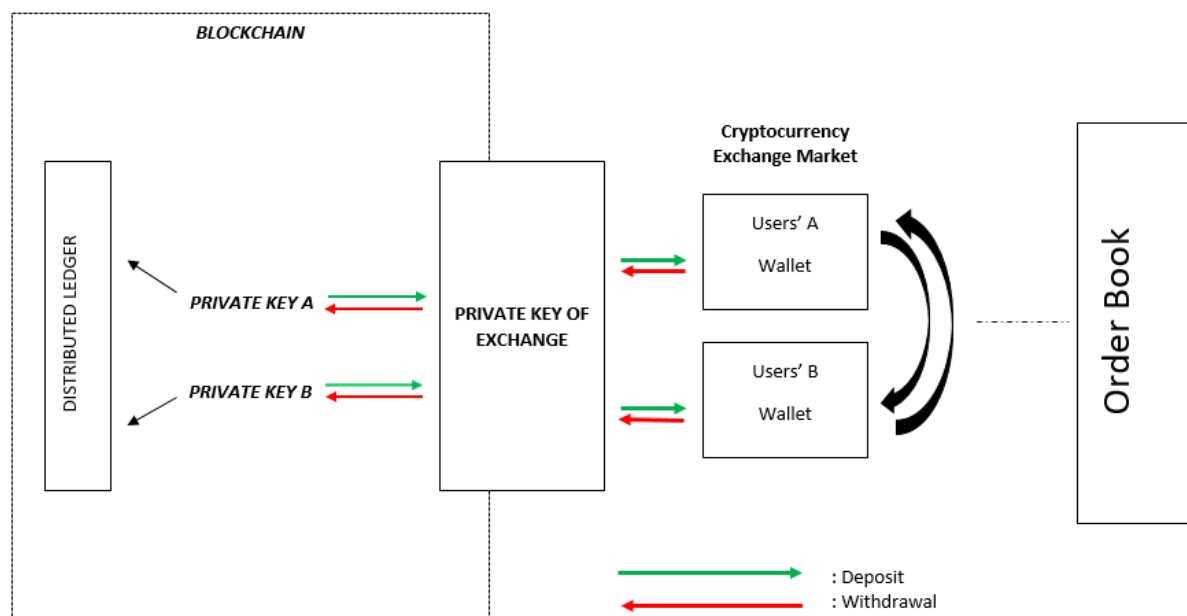 BLOCKCHAIN
Cryptocurrency
Exchange Market
DISTRIBUTED LEDGER
PRIVATE KEY A
PRIVATE KEY B
PRIVATE KEY OF
EXCHANGE
Users’ A
Wallet
Users’ B
Wallet
Order Book
: Deposit
: Withdrawal